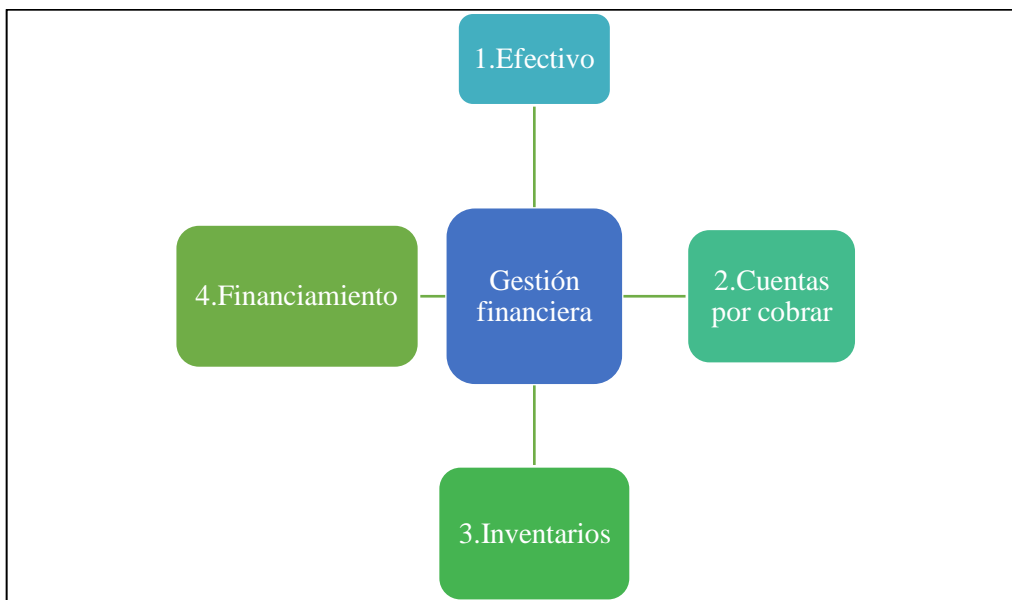 1.Efectivo
4.Financiamiento
Gestión
financiera
2.Cuentas
por cobrar
3.Inventarios